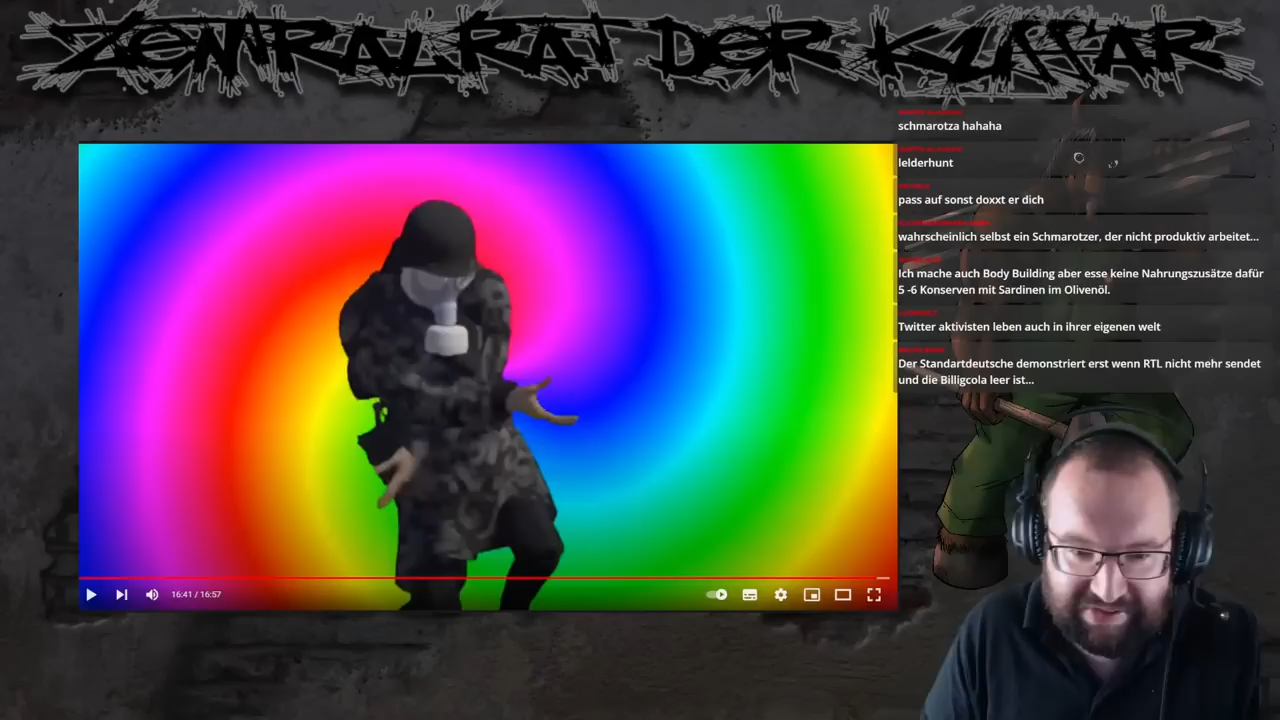 ZENTRALRAT DER KUFFAR
schmarotza hahaha
lelderhunt
pass auf sonst doxxt er dich
wahrscheinlich selbst ein Schmarotzer, der nicht produktiv arbeitet...
Ich mache auch Body Building aber esse keine Nahrungszusätze dafür
5 -6 Konserven mit Sardinen im Olivenöl.
Twitter aktivisten leben auch in ihrer eigenen welt
Der Standartdeutsche demonstriert erst wenn RTL nicht mehr sendet
und die Billigcola leer ist...
16:41 / 16:57